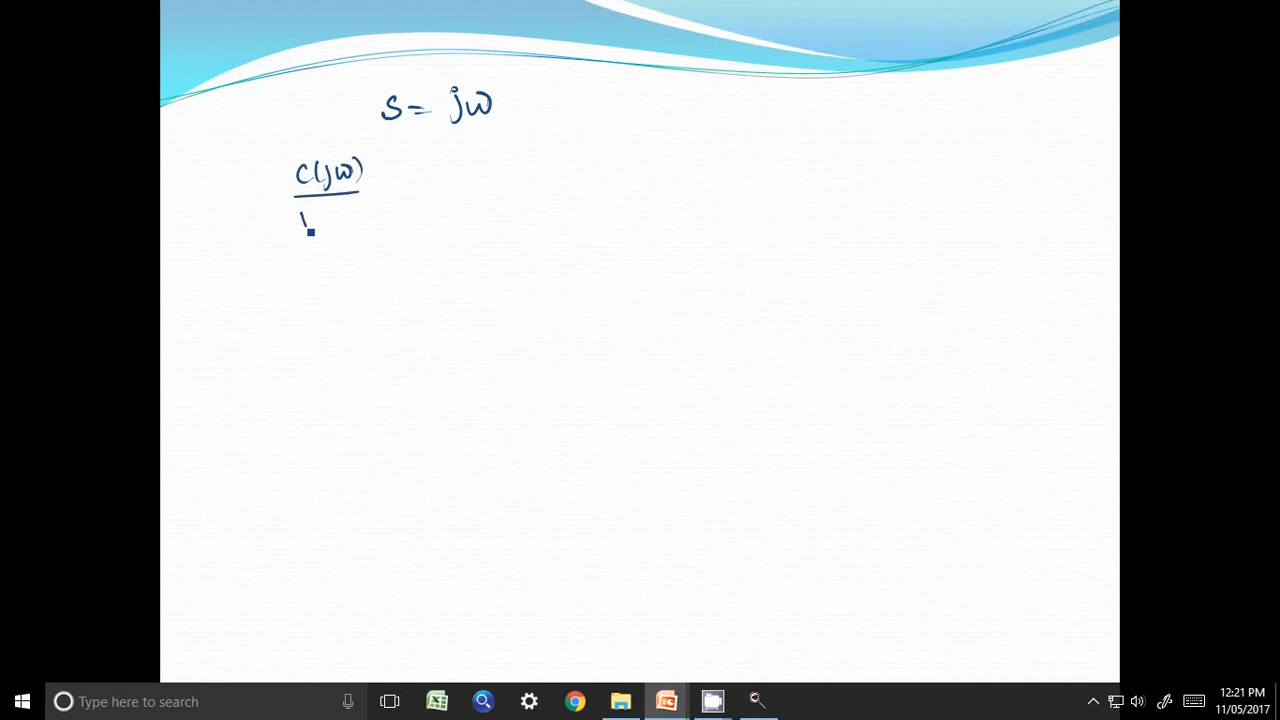 s = jω
C(jω)
Type here to search
12:21 PM
11/05/2017